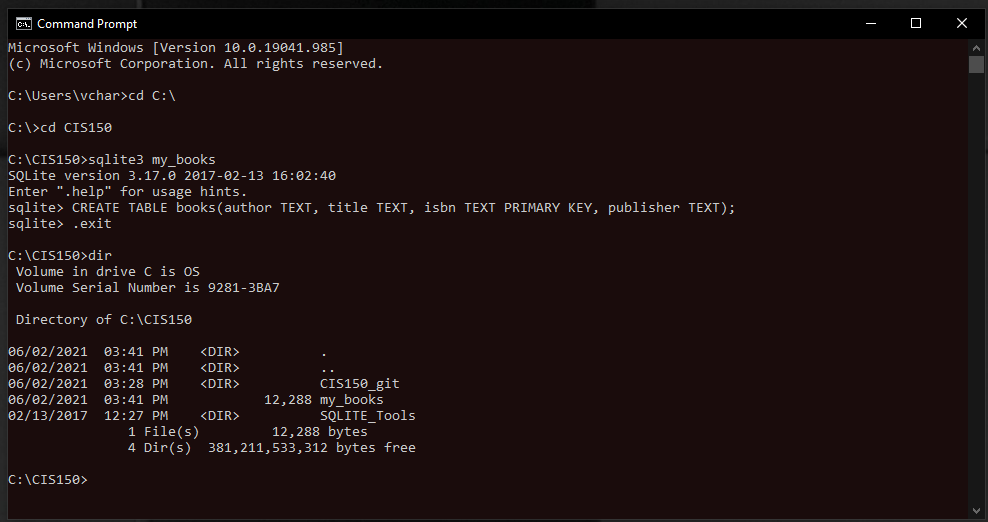 Command Prompt
Microsoft Windows [Version 10.0.19041.985]
(c) Microsoft Corporation. All rights reserved.
C:\Users\vchar>cd C:\
C:\>cd CIS150
C:\CIS150>sqlite3 my_books
SQLite version 3.17.0 2017-02-13 16:02:40
Enter ".help" for usage hints.
sqlite> CREATE TABLE books(author TEXT, title TEXT, isbn TEXT PRIMARY KEY, publisher TEXT);
sqlite> .exit
C:\CIS150>dir
 Volume in drive C is OS
 Volume Serial Number is 9281-3BA7
 Directory of C:\CIS150
06/02/2021  03:41 PM    <DIR>          .
06/02/2021  03:41 PM    <DIR>          ..
06/02/2021  03:28 PM    <DIR>          CIS150_git
06/02/2021  03:41 PM            12,288 my_books
02/13/2017  12:27 PM    <DIR>          SQLITE_Tools
               1 File(s)         12,288 bytes
               4 Dir(s)  381,211,533,312 bytes free
C:\CIS150>